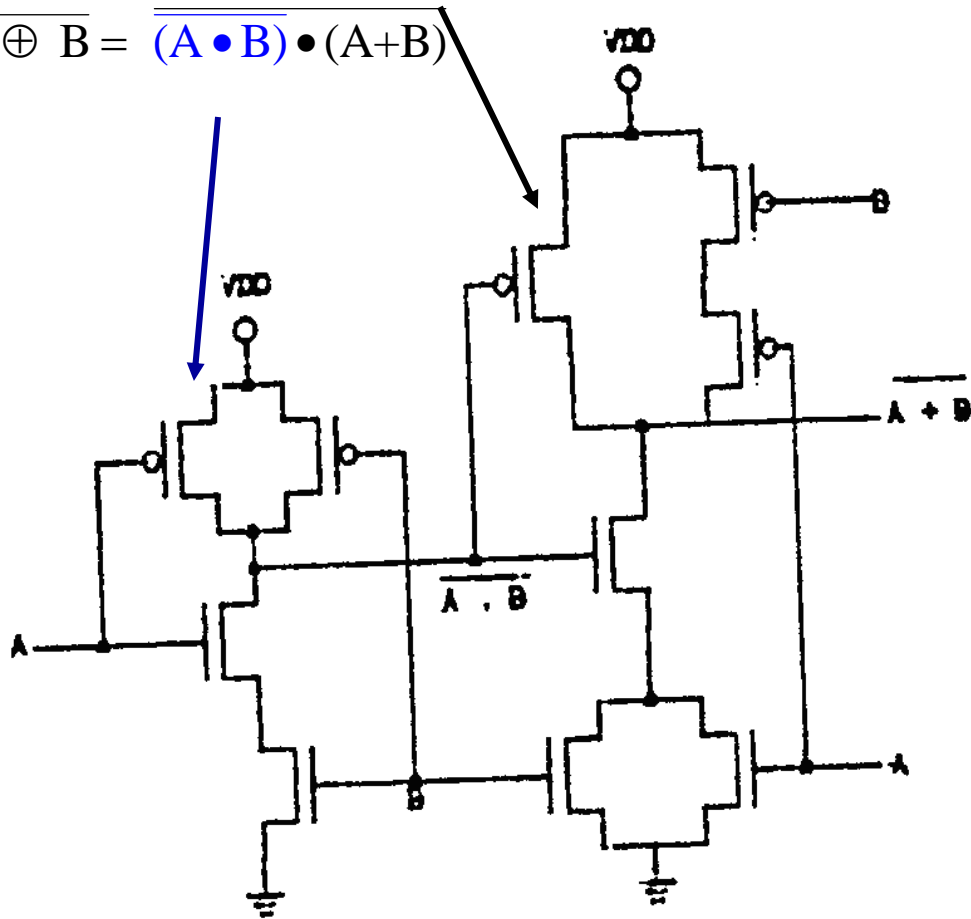 ⊕ B = (A • B) • (A+B)
VDD
B
VDD
A + B
A . B
A
B
A